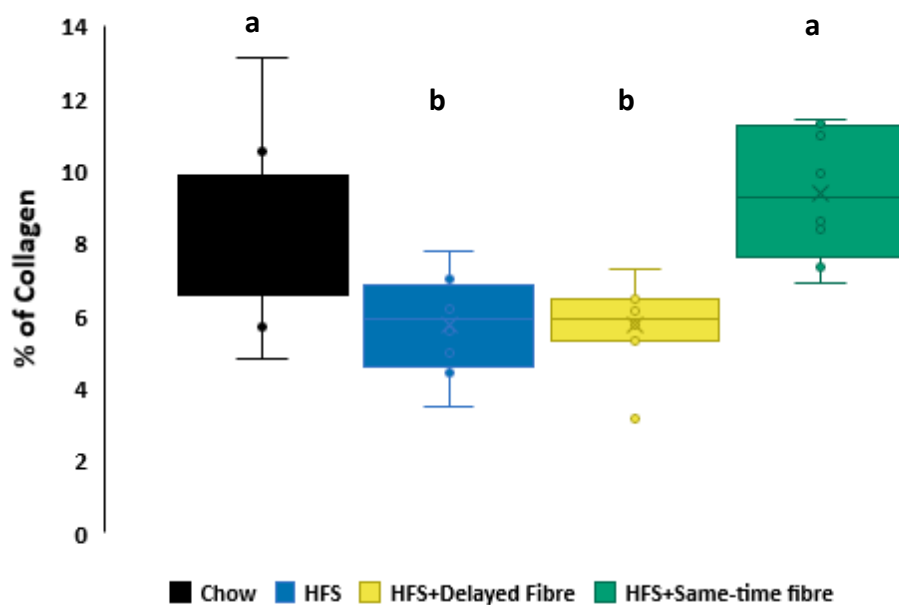 a
a
b
b
14
12
10
8
6
4
2
0
% of Collagen
Chow
HFS
HFS+Delayed Fibre
HFS+Same-time fibre